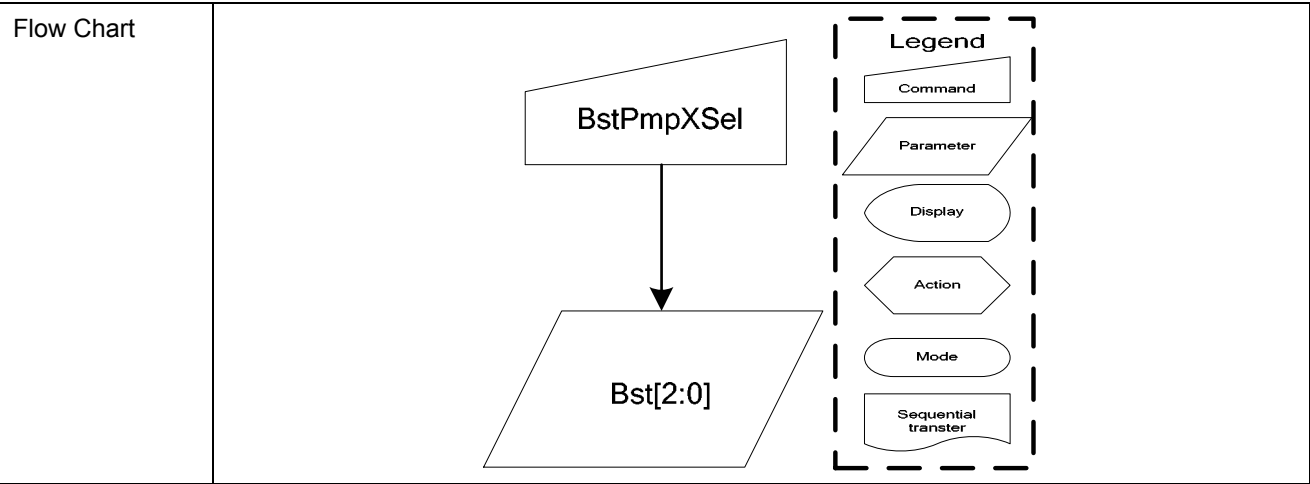 Flow Chart
BstPmpXSel
Bst[2:0]
Legend
Command
Parameter
Display
Action
Mode
Sequential
transter